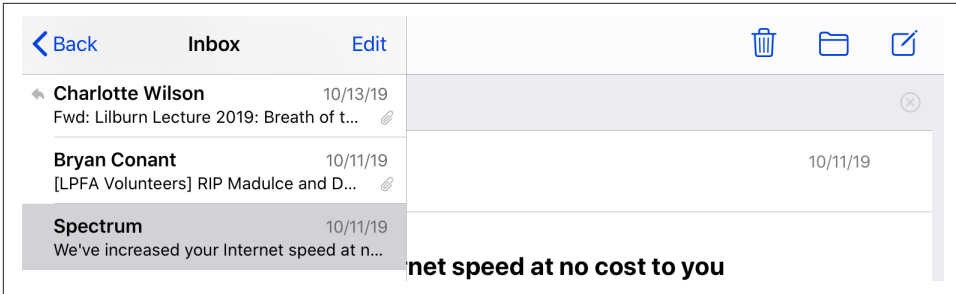 Back Inbox Edit
Charlotte Wilson 10/13/19
Fwd: Lilburn Lecture 2019: Breath of t...
Bryan Conant 10/11/19
[LPFA Volunteers] RIP Madulce and D...
Spectrum 10/11/19
We've increased your Internet speed at n...
10/11/19
rnet speed at no cost to you